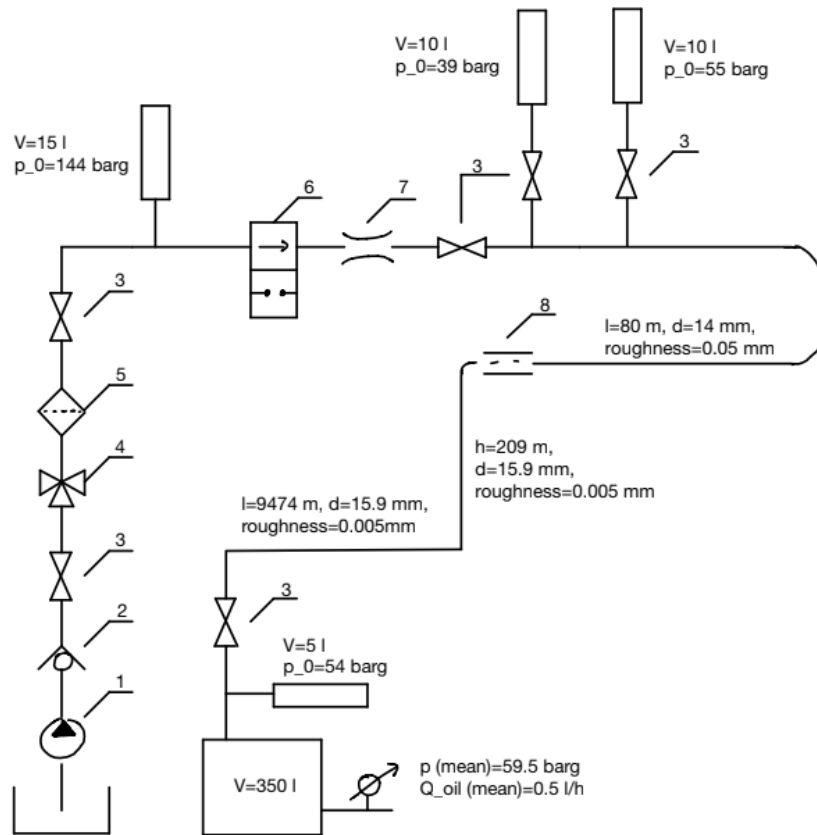 V=10 l
p_0=39 barg
V=10 l
p_0=55 barg
V=15 l
p_0=144 barg
6
7
3
3
3
8
l=80 m, d=14 mm,
roughness=0.05 mm
5
4
h=209 m,
d=15.9 mm,
roughness=0.005 mm
l=9474 m, d=15.9 mm,
roughness=0.005mm
3
3
2
V=5 l
p_0=54 barg
1
V=350 l
p (mean)=59.5 barg
Q_oil (mean)=0.5 l/h